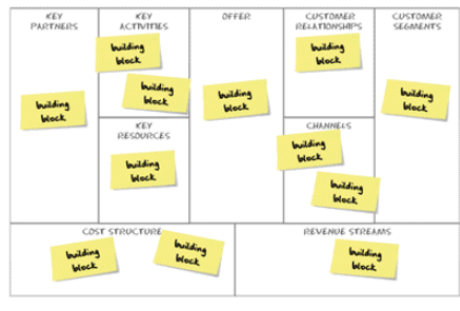 KEY
PARTNERS
building
block
KEY
ACTIVITIES
building
block
building
block
KEY
RESOURCES
building
block
OFFER
building
block
CUSTOMER
RELATIONSHIPS
building
block
CHANNELS
building
block
building
block
CUSTOMER
SEGMENTS
building
block
COST STRUCTURE
building
block
building
block
REVENUE STREAMS
building
block